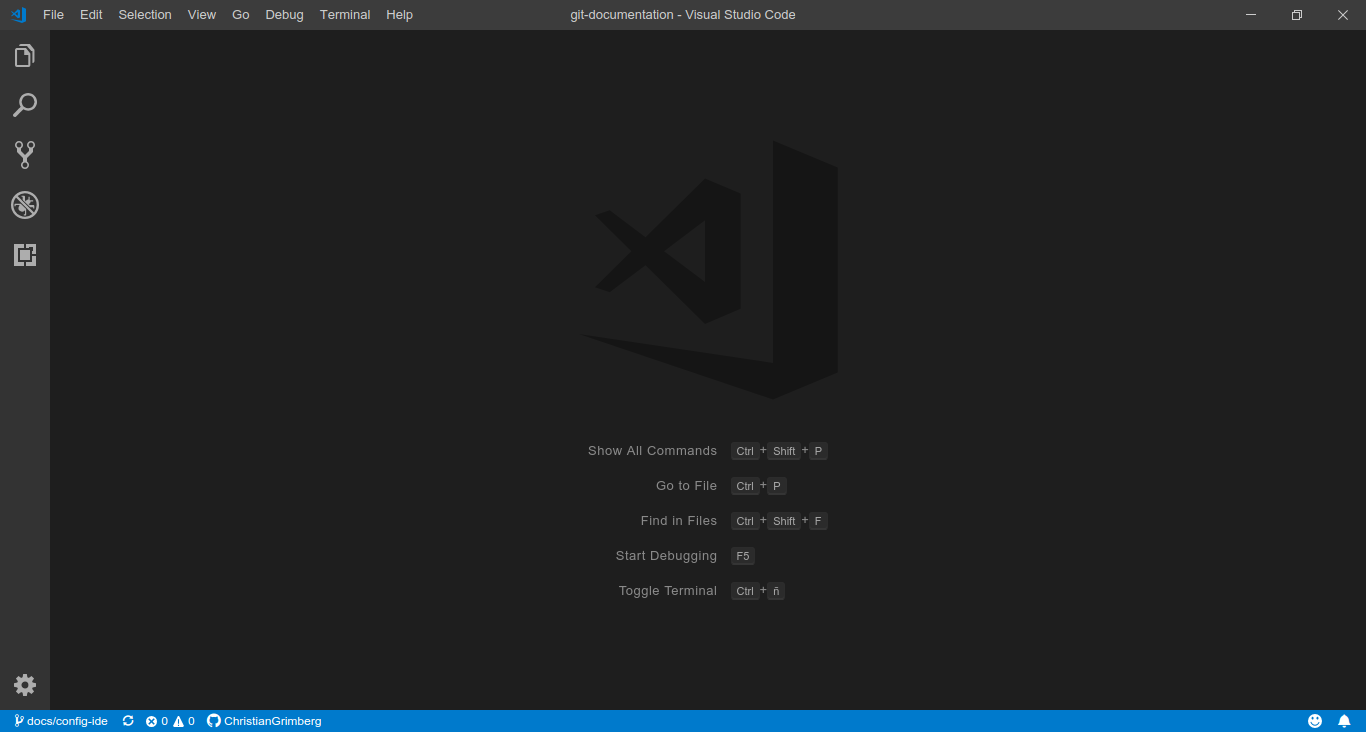 File Edit Selection View Go Debug Terminal Help git-documentation - Visual Studio Code
Show All Commands Ctrl + Shift + P
Go to File Ctrl + P
Find in Files Ctrl + Shift + F
Start Debugging F5
Toggle Terminal Ctrl + ñ
docs/config-ide 0 0 ChristianGrimberg